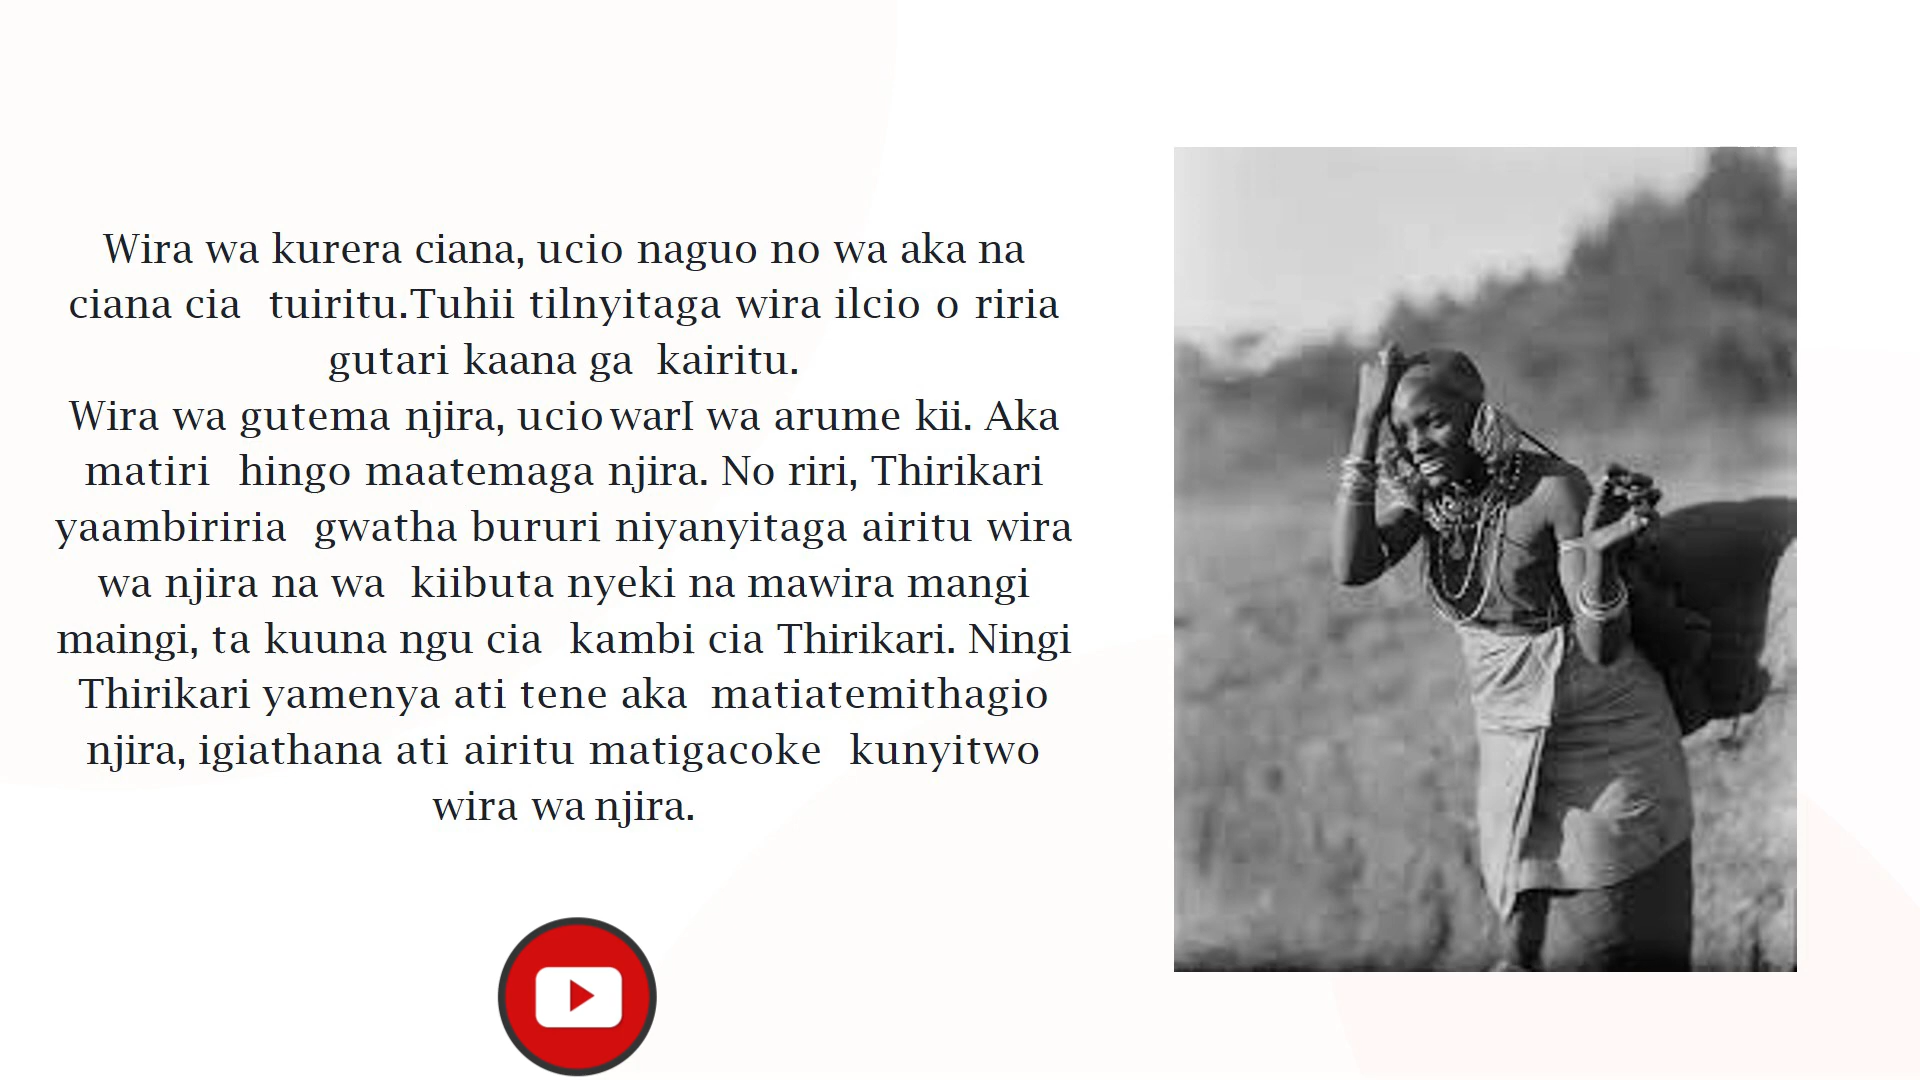 Wira wa kurera ciana, ucio naguo no wa aka na
ciana cia tuiritu.Tuhii tilnyitaga wira ilcio o riria
gutari kaana ga kairitu.
Wira wa gutema njira, ucio warI wa arume kii. Aka
matiri hingo maatemaga njira. No riri, Thirikari
yaambiriria gwatha bururi niyanyitaga airitu wira
wa njira na wa kiibuta nyeki na mawira mangi
maingi, ta kuuna ngu cia kambi cia Thirikari. Ningi
Thirikari yamenya ati tene aka matiatemithagio
njira, igiathana ati airitu matigacoke kunyitwo
wira wa njira.